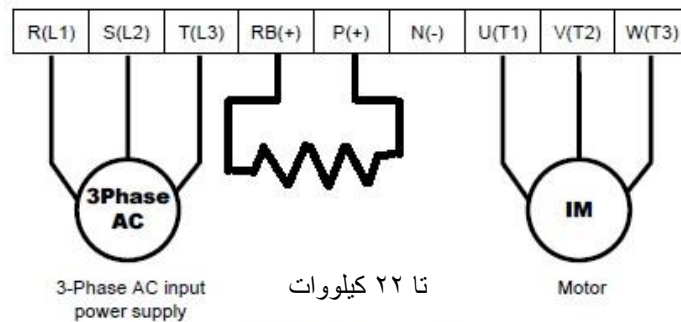 R(L1) S(L2) T(L3) RB(+) P(+) N(-) U(T1) V(T2) W(T3)
3Phase
AC
IM
3-Phase AC input
power supply
تا ۲۲ کیلووات
Motor